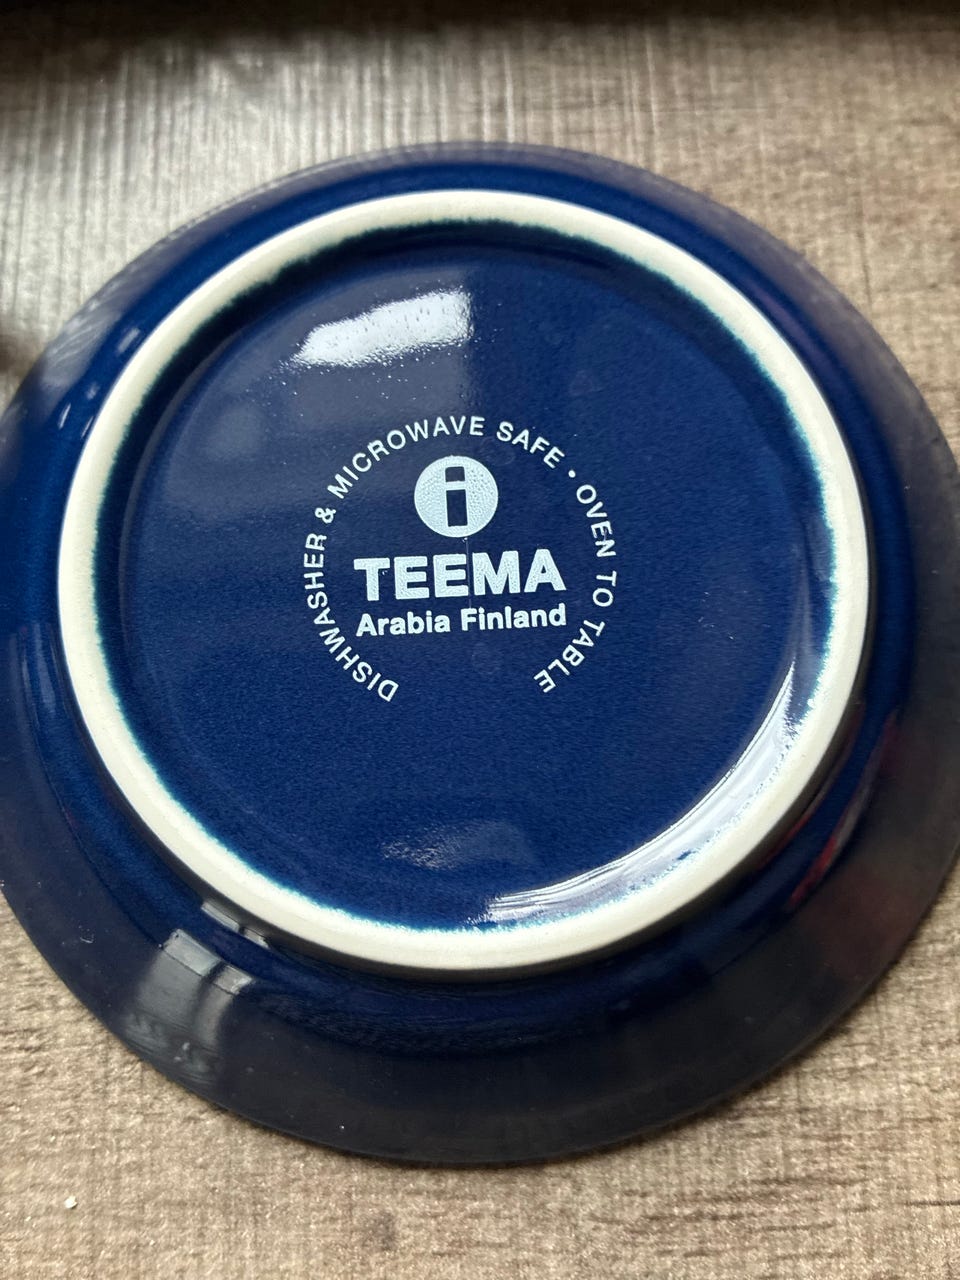 DISHWASHER & MICROWAVE SAFE • OVEN TO TABLE
i
TEEMA
Arabia Finland